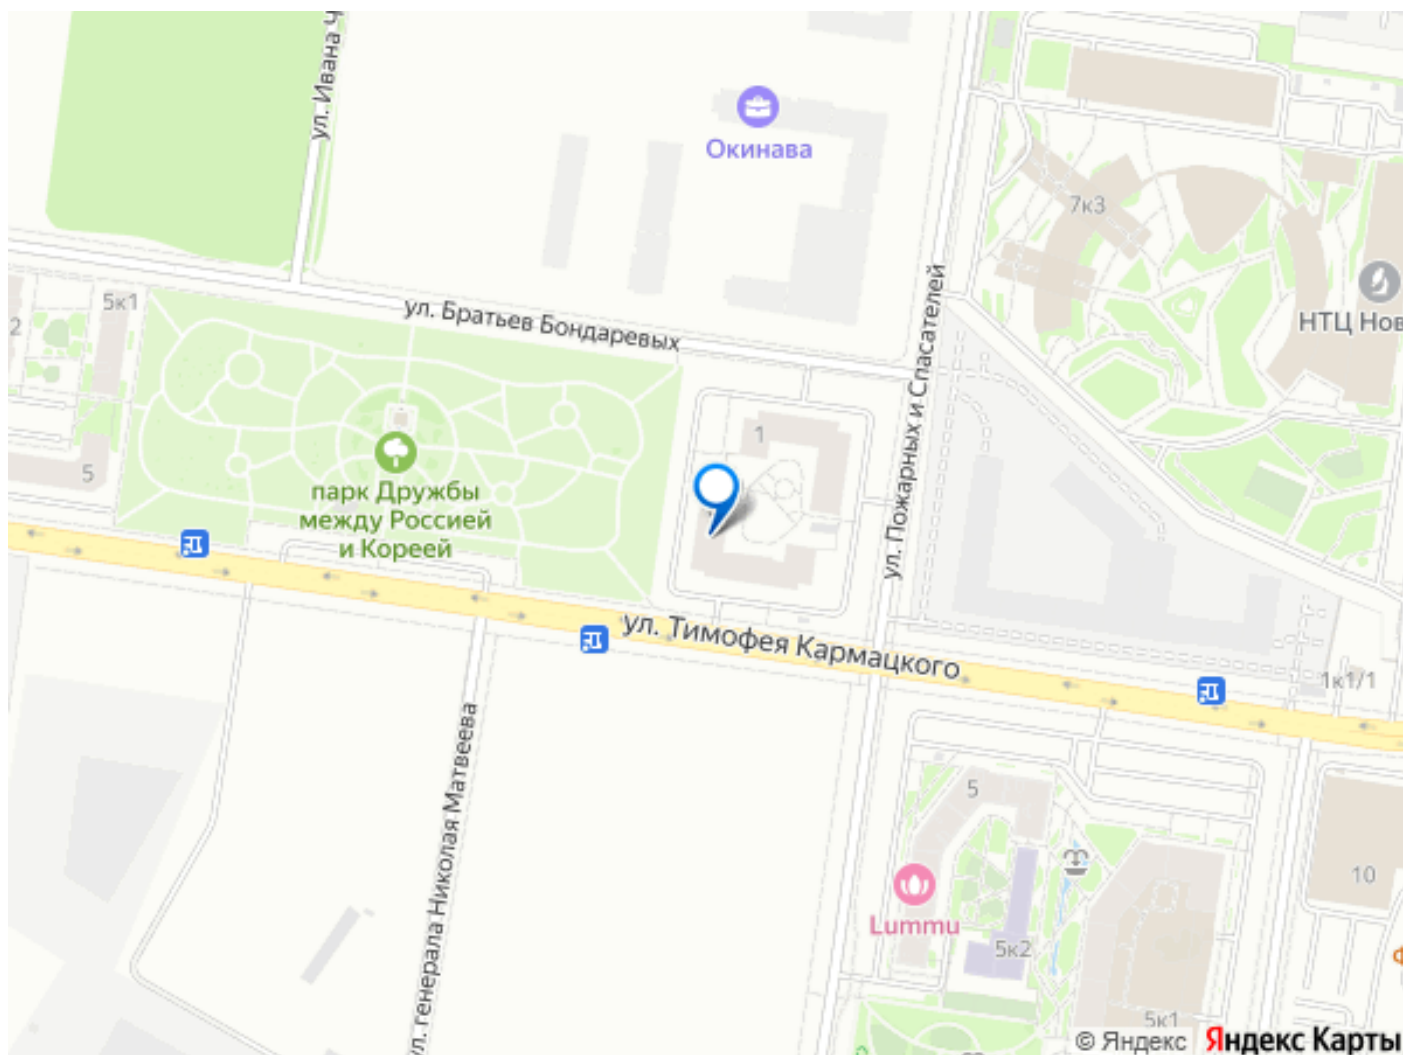 ул. Ивана
Окинава
7к3
НТЦ Нов
5к1
2
ул. Братьев Бондаревых
ул. Пожарных и Спасателей
1
5
парк Дружбы
между Россией
и Кореей
ул. Тимофея Кармацкого
1к1/1
ул. генерала Николая Матвеева
5
10
Lummu
5к2
Ф
5к1
© Яндекс Яндекс Карты